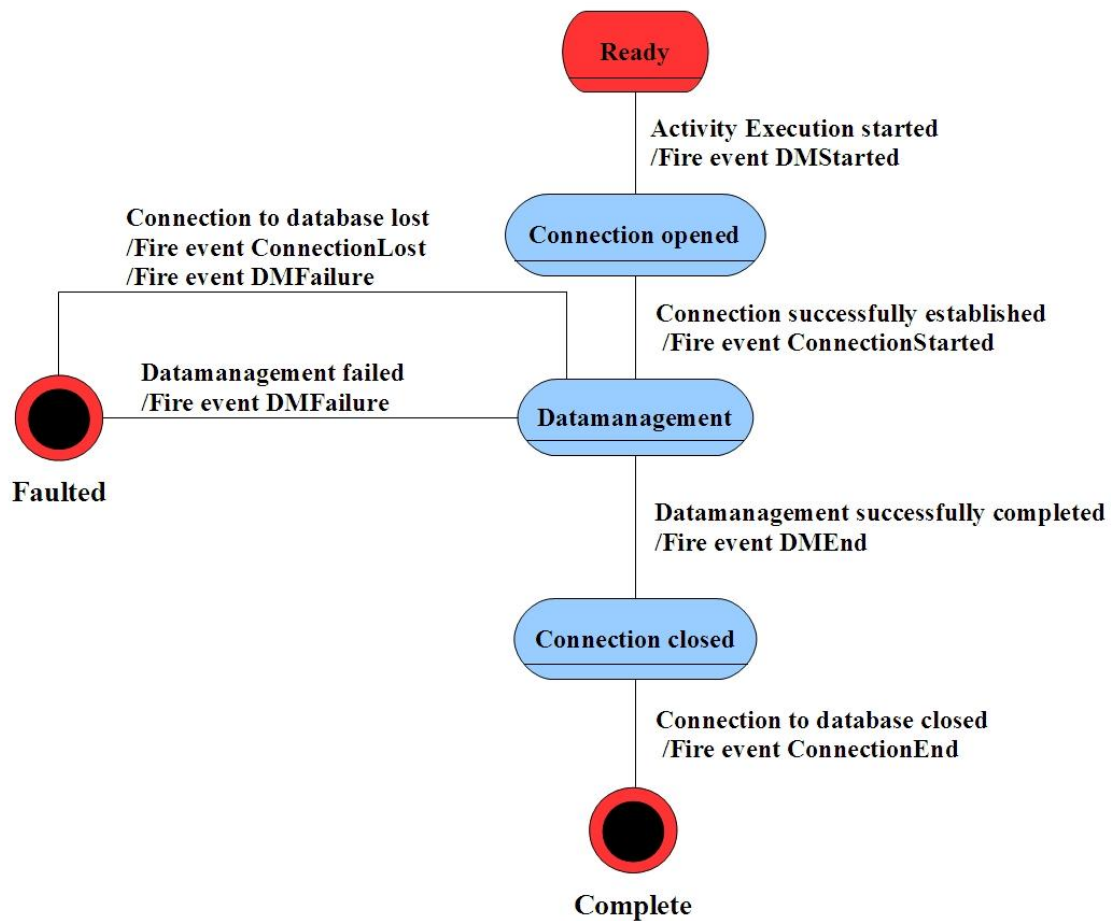 Ready
Activity Execution started
/Fire event DMStarted
Connection opened
Connection to database lost
/Fire event ConnectionLost
/Fire event DMFailure
Connection successfully established
/Fire event ConnectionStarted
Datamanagement failed
/Fire event DMFailure
Datamanagement
Faulted
Datamanagement successfully completed
/Fire event DMEnd
Connection closed
Connection to database closed
/Fire event ConnectionEnd
Complete